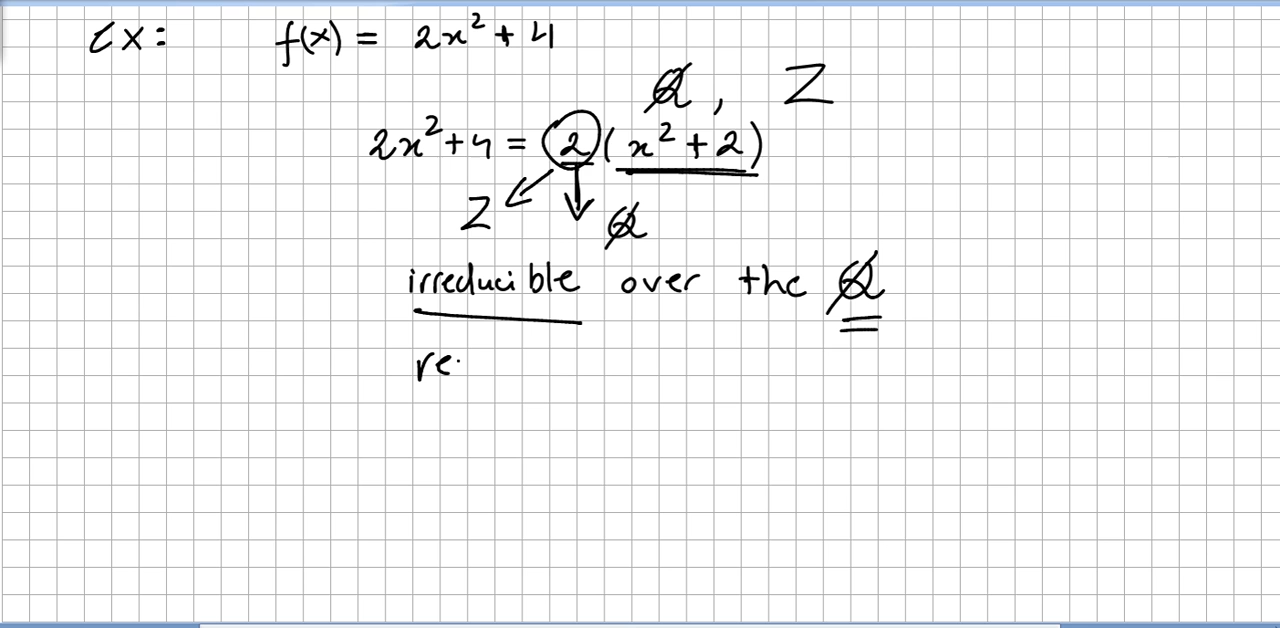 Ex: f(x) = 2x² + 4
Q, Z
2x² + 4 = 2 (x² + 2)
Z Q
irreducible over the Q
re